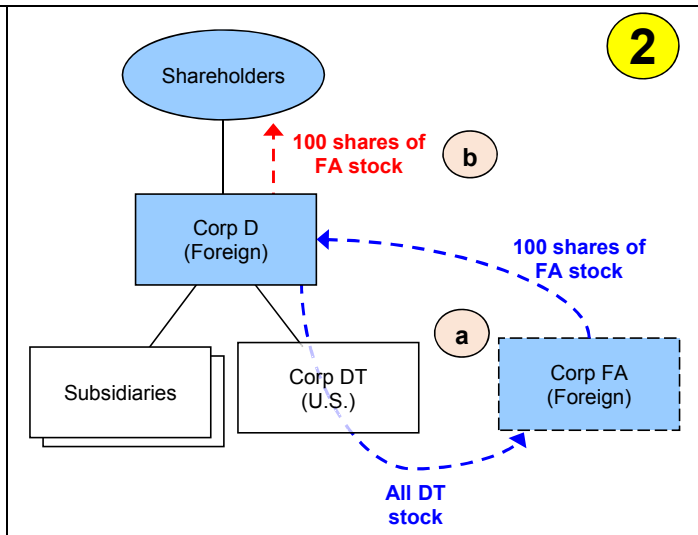 2
Shareholders
100 shares of
FA stock
b
Corp D
(Foreign)
100 shares of
FA stock
a
Subsidiaries
Corp DT
(U.S.)
Corp FA
(Foreign)
All DT
stock